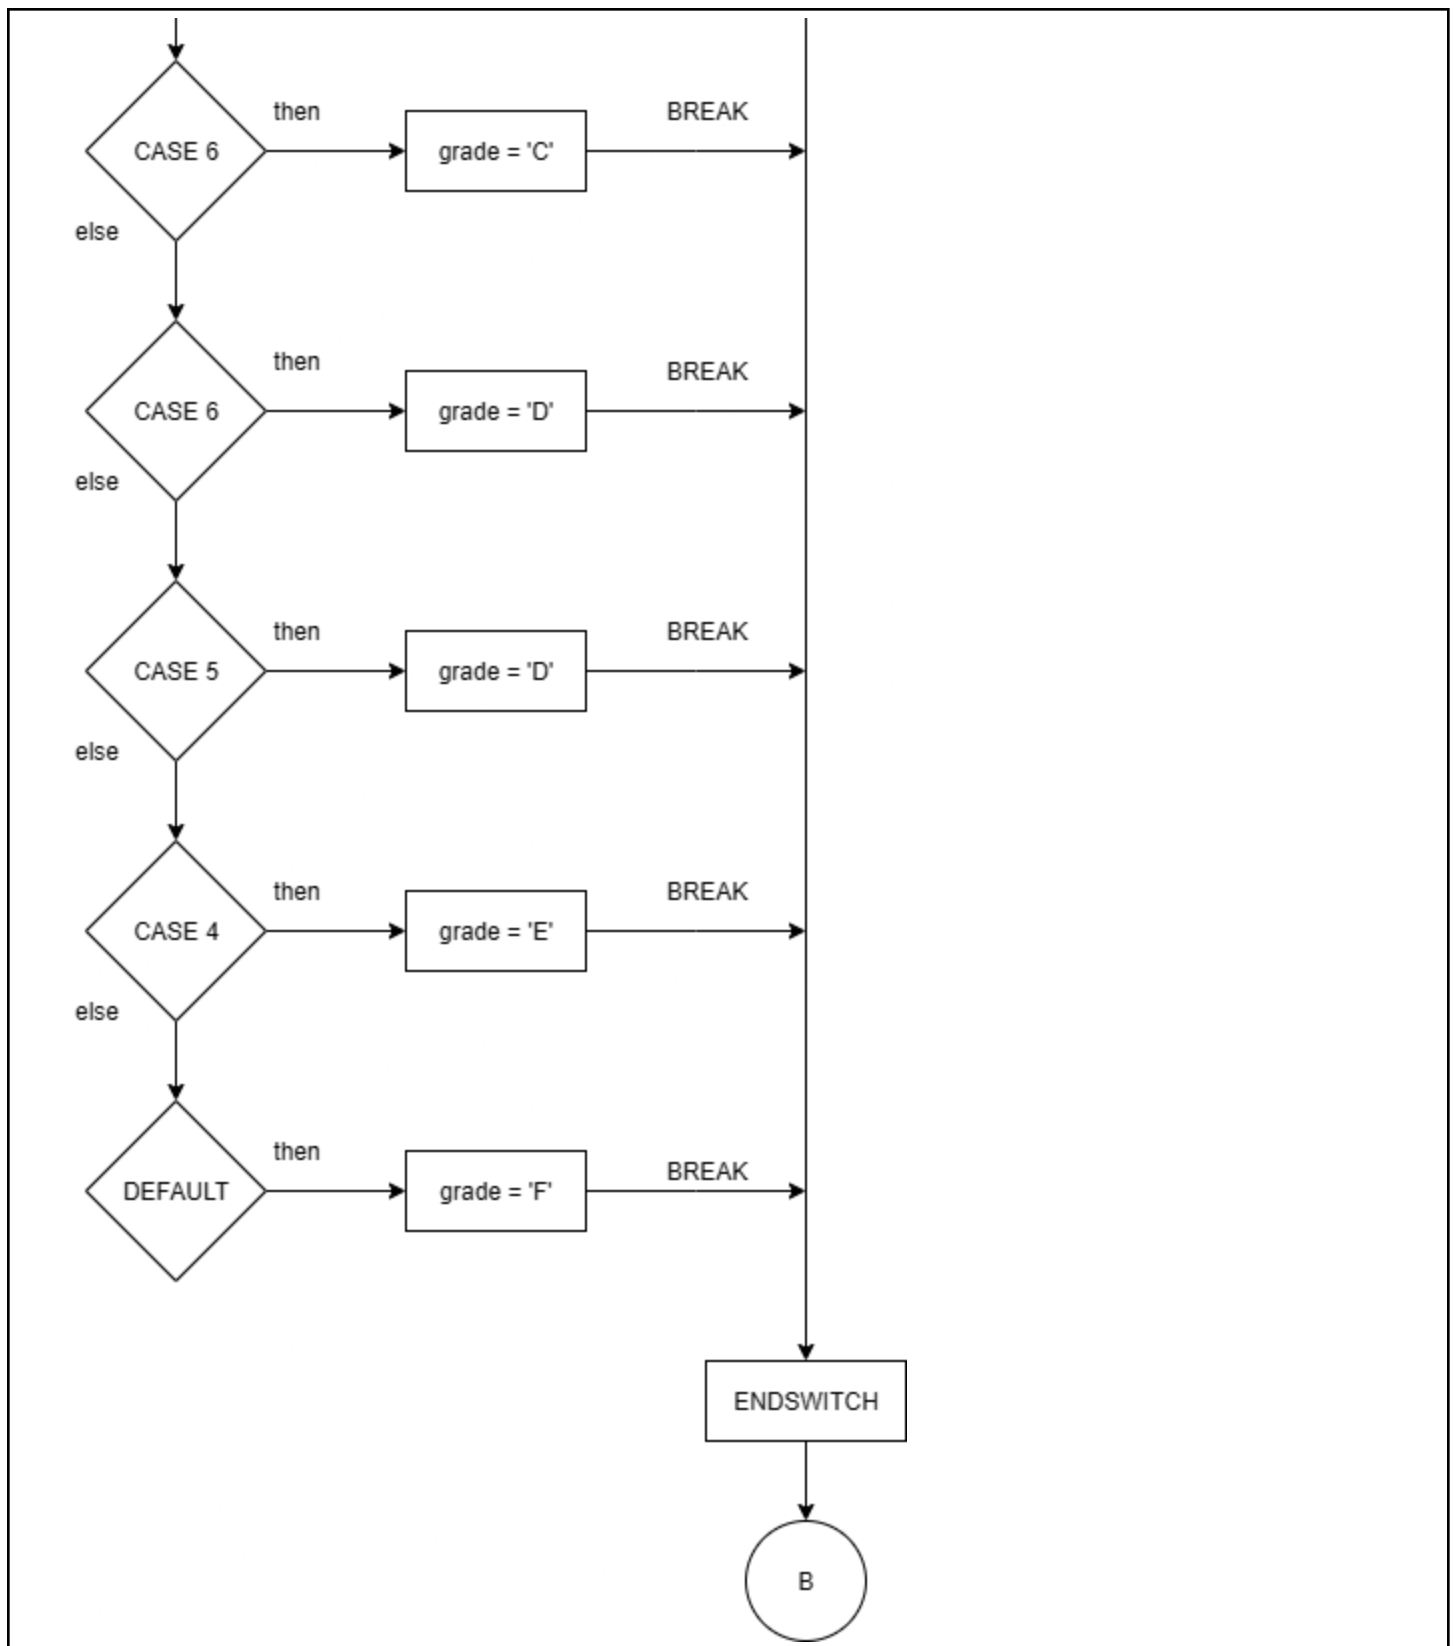 then
BREAK
CASE 6
grade = 'C'
else
then
BREAK
CASE 6
grade = 'D'
else
then
BREAK
CASE 5
grade = 'D'
else
then
BREAK
CASE 4
grade = 'E'
else
then
BREAK
DEFAULT
grade = 'F'
ENDSWITCH
B